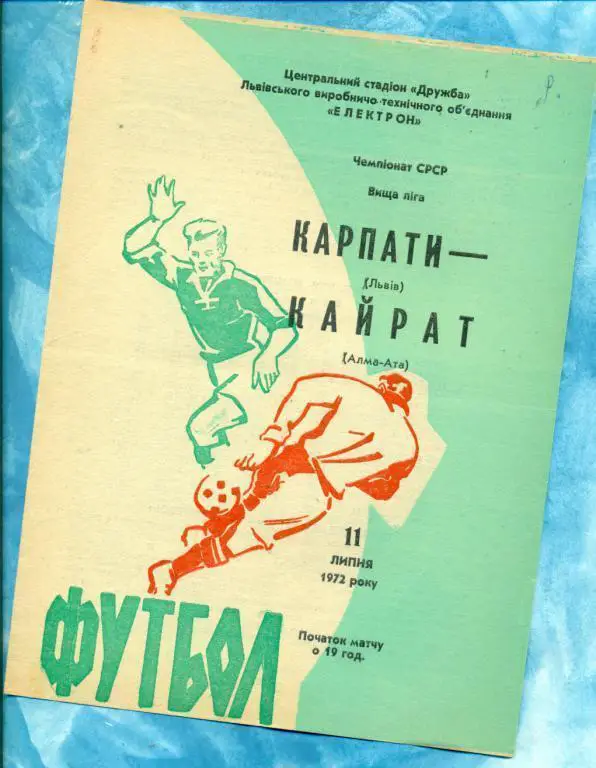 Центральний стадіон «Дружба»
Львівського виробничо-технічного об'єднання
«ЕЛЕКТРОН»
Чемпіонат СРСР
Вища ліга
КАРПАТИ —
(Львів)
КАЙРАТ
(Алма-Ата)
11
ЛИПНЯ
1972 року
Початок матчу
о 19 год.
ФУТБОЛ